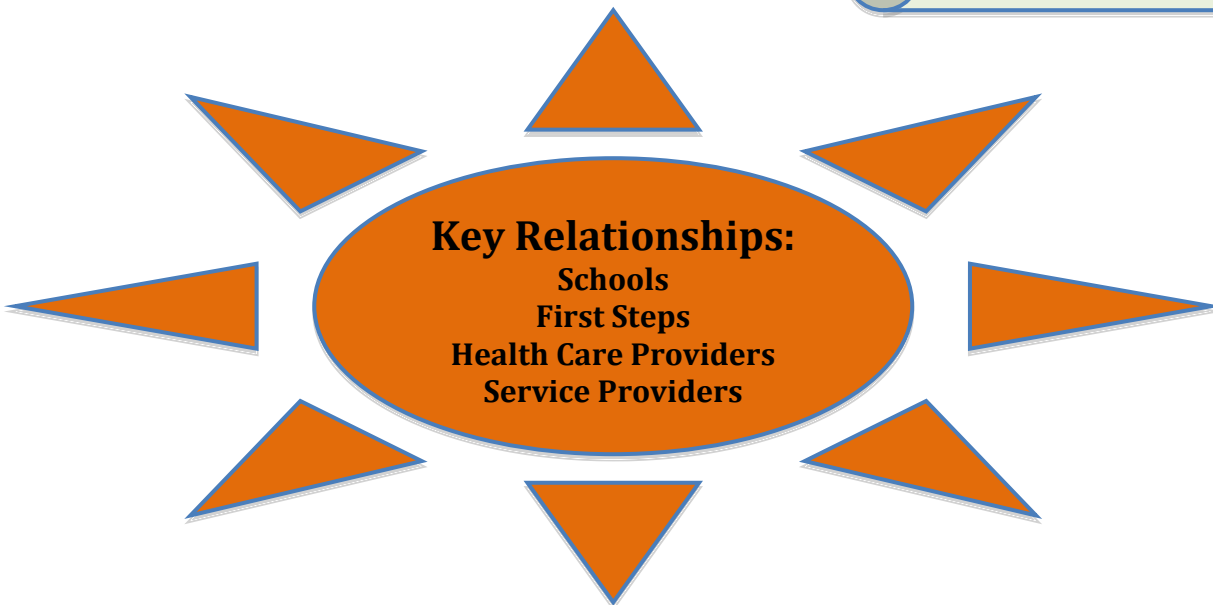 Key Relationships:
Schools
First Steps
Health Care Providers
Service Providers